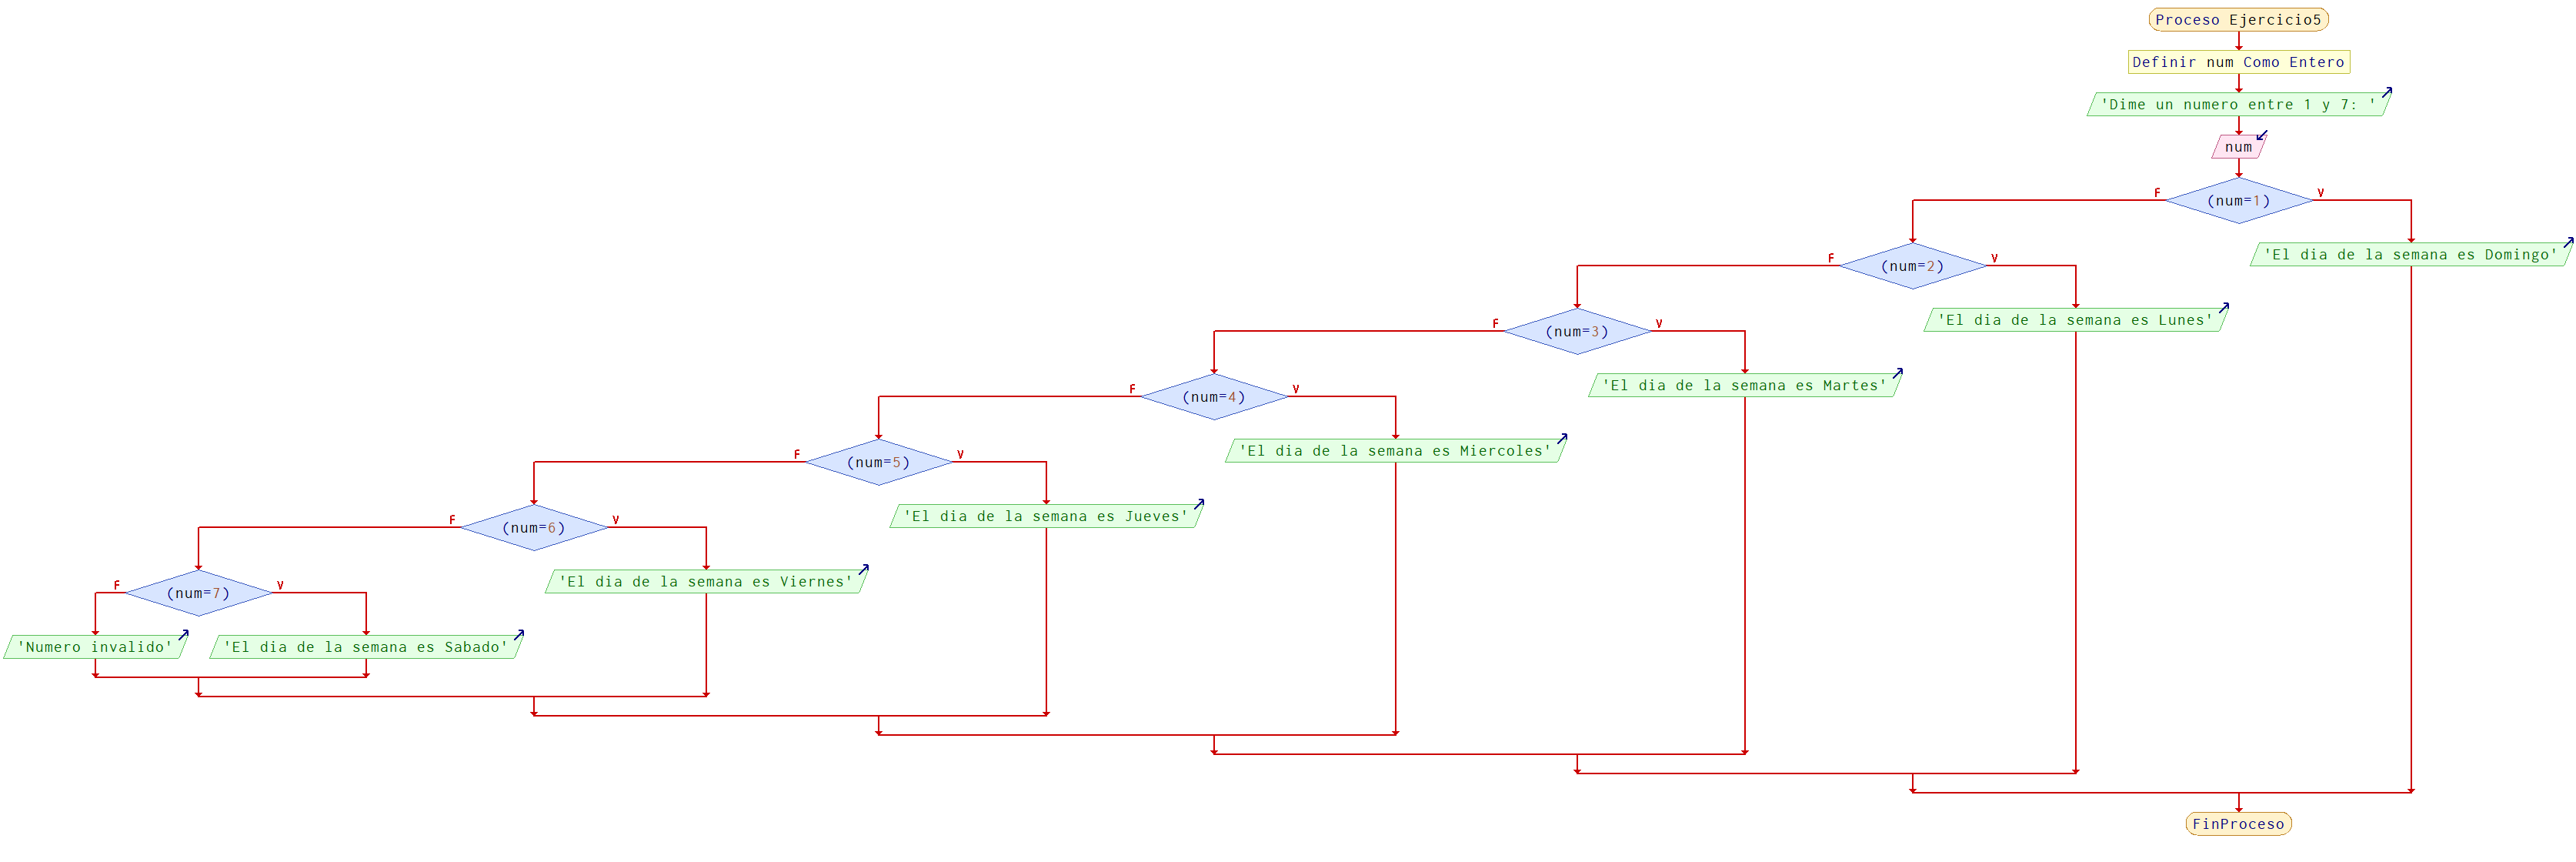 Proceso Ejercicio5
Definir num Como Entero
'Dime un numero entre 1 y 7: '
num
F
(num=1)
V
'El dia de la semana es Domingo'
F
(num=2)
V
'El dia de la semana es Lunes'
F
(num=3)
V
'El dia de la semana es Martes'
F
(num=4)
V
'El dia de la semana es Miercoles'
F
(num=5)
V
'El dia de la semana es Jueves'
F
(num=6)
V
'El dia de la semana es Viernes'
F
(num=7)
V
'Numero invalido'
'El dia de la semana es Sabado'
FinProceso